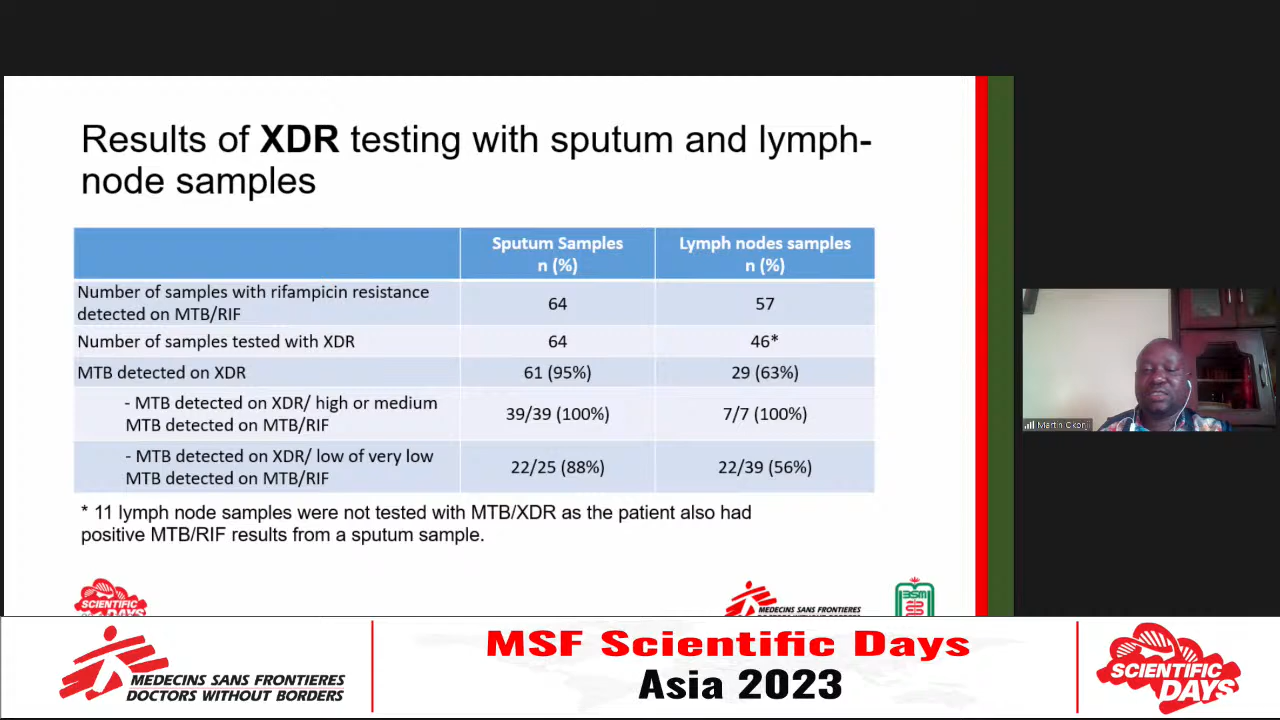 Results of XDR testing with sputum and lymph-
node samples
Sputum Samples
n (%)
Lymph nodes samples
n (%)
Number of samples with rifampicin resistance
detected on MTB/RIF
64
57
Number of samples tested with XDR
64
46*
MTB detected on XDR
61 (95%)
29 (63%)
- MTB detected on XDR/ high or medium
MTB detected on MTB/RIF
39/39 (100%)
7/7 (100%)
- MTB detected on XDR/ low of very low
MTB detected on MTB/RIF
22/25 (88%)
22/39 (56%)
* 11 lymph node samples were not tested with MTB/XDR as the patient also had
positive MTB/RIF results from a sputum sample.
SCIENTIFIC
DAYS
MEDECINS SANS FRONTIERES
Martin
MEDECINS SANS FRONTIERES
DOCTORS WITHOUT BORDERS
MSF Scientific Days
Asia 2023
SCIENTIFIC
DAYS